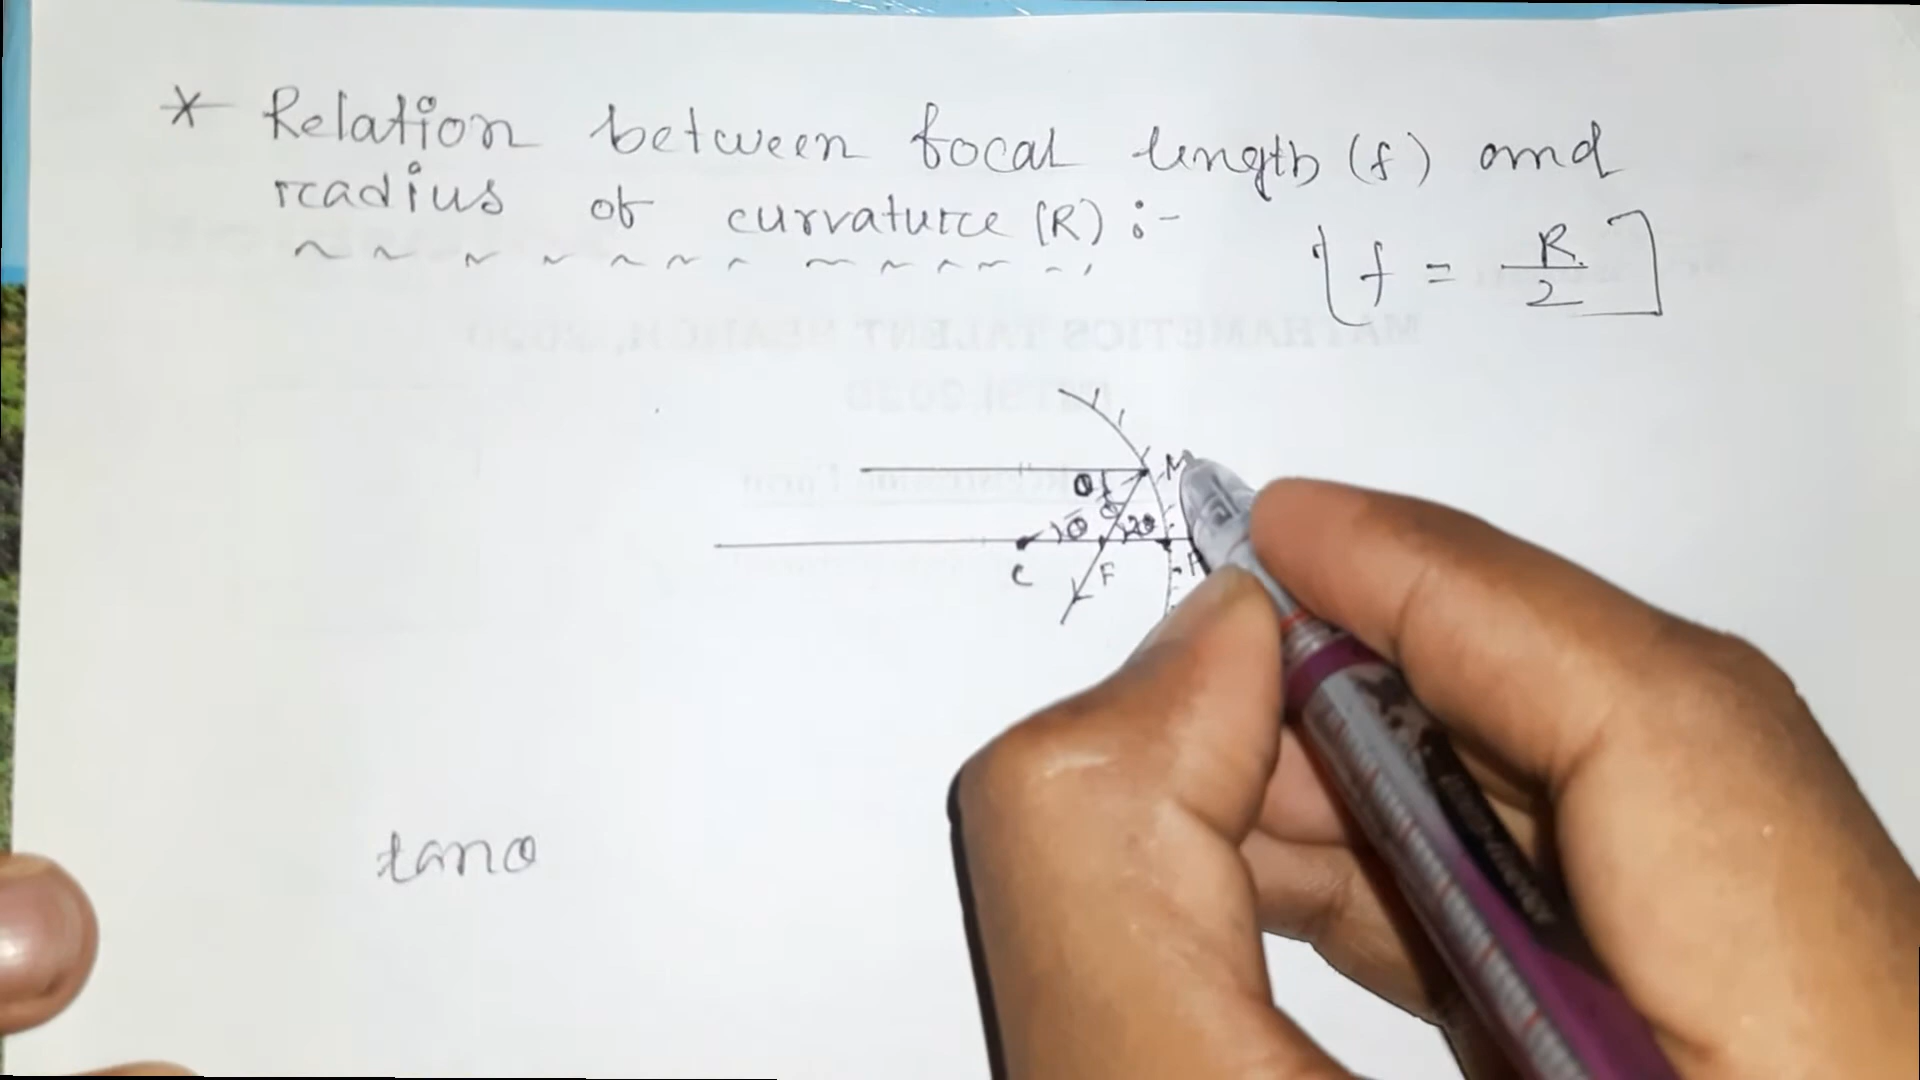 * Relation between focal length (f) and
radius of curvature (R) :-
[f = R/2]
M
θ
θ
θ
2θ
C
F
P
tanθ